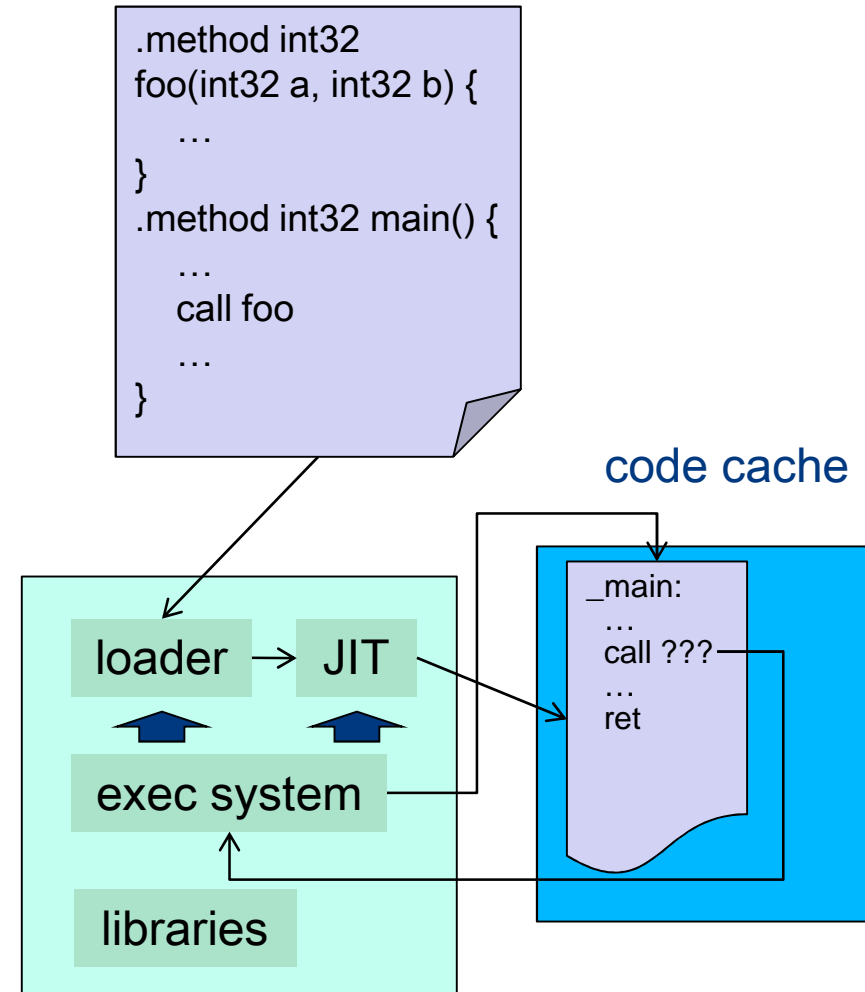 .method int32
foo(int32 a, int32 b) {
…
}
.method int32 main() {
…
call foo
…
}
code cache
_main:
…
call ???
…
ret
loader
JIT
exec system
libraries